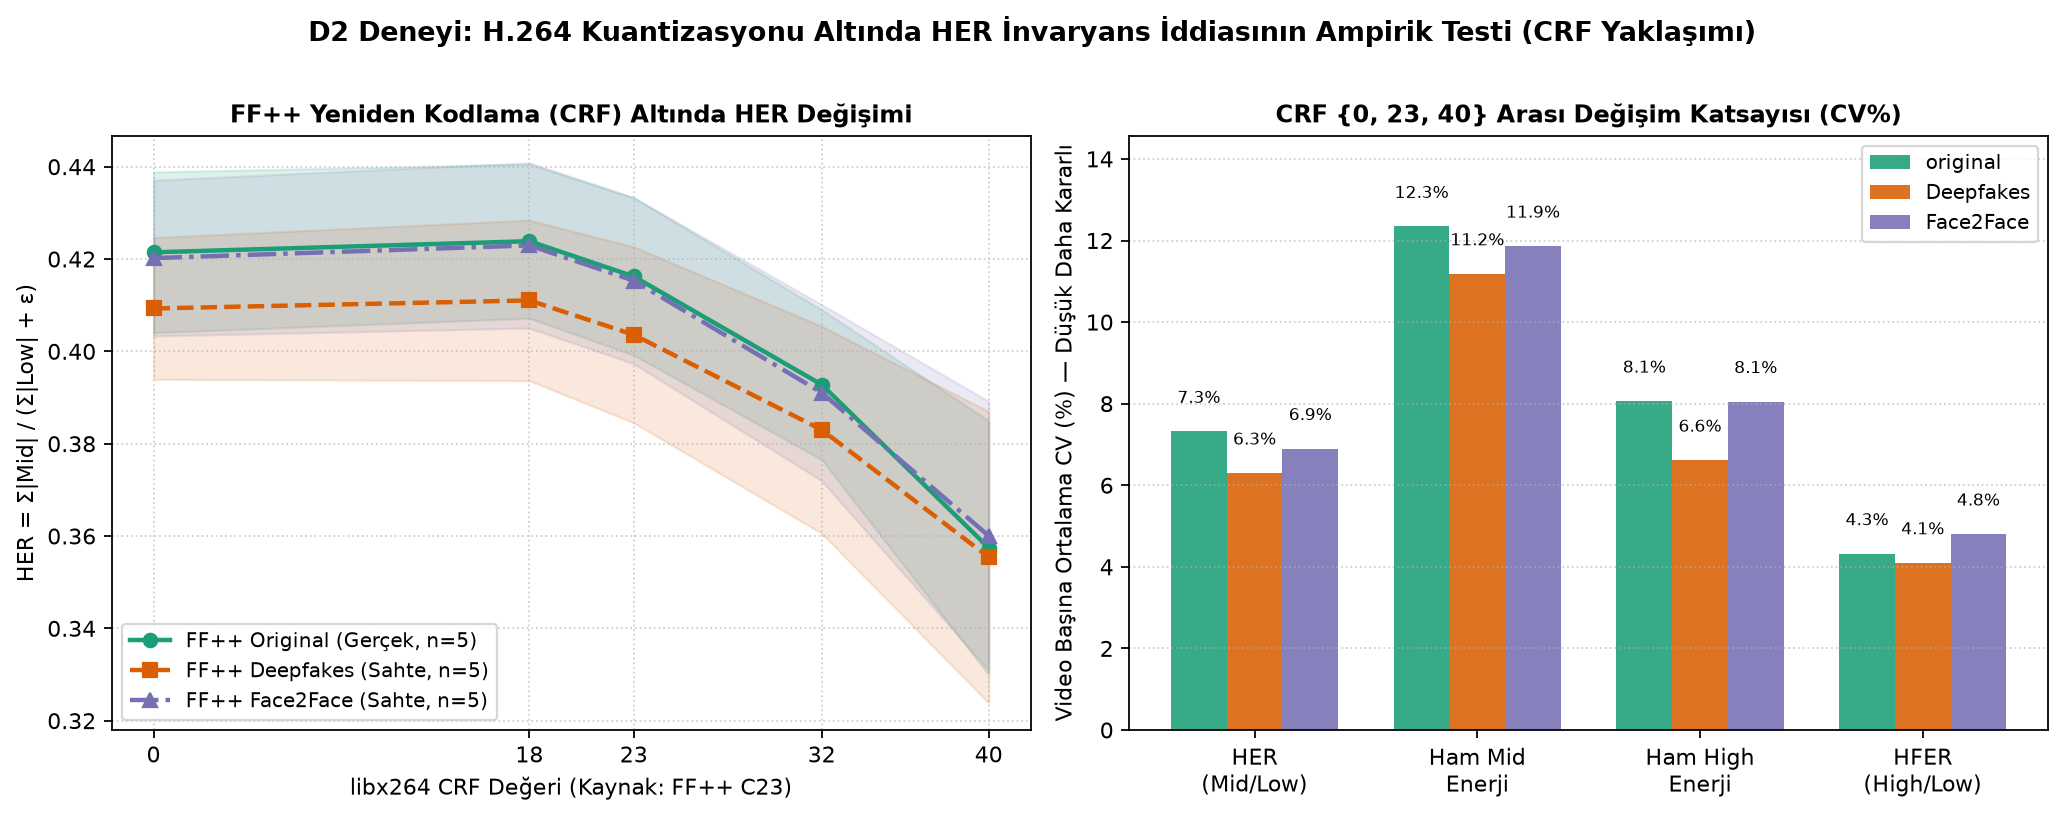 D2 Deneyi: H.264 Kuantizasyonu Altında HER İnvaryans İddiasının Ampirik Testi (CRF Yaklaşımı)
FF++ Yeniden Kodlama (CRF) Altında HER Değişimi
HER = Σ|Mid| / (Σ|Low| + ε)
0.44
0.42
0.40
0.38
0.36
0.34
0.32
FF++ Original (Gerçek, n=5)
FF++ Deepfakes (Sahte, n=5)
FF++ Face2Face (Sahte, n=5)
0 18 23 32 40
libx264 CRF Değeri (Kaynak: FF++ C23)
CRF {0, 23, 40} Arası Değişim Katsayısı (CV%)
Video Başına Ortalama CV (%) — Düşük Daha Kararlı
14
12
10
8
6
4
2
0
original
Deepfakes
Face2Face
7.3% 6.3% 6.9%
12.3% 11.2% 11.9%
8.1% 6.6% 8.1%
4.3% 4.1% 4.8%
HER
(Mid/Low)
Ham Mid
Enerji
Ham High
Enerji
HFER
(High/Low)